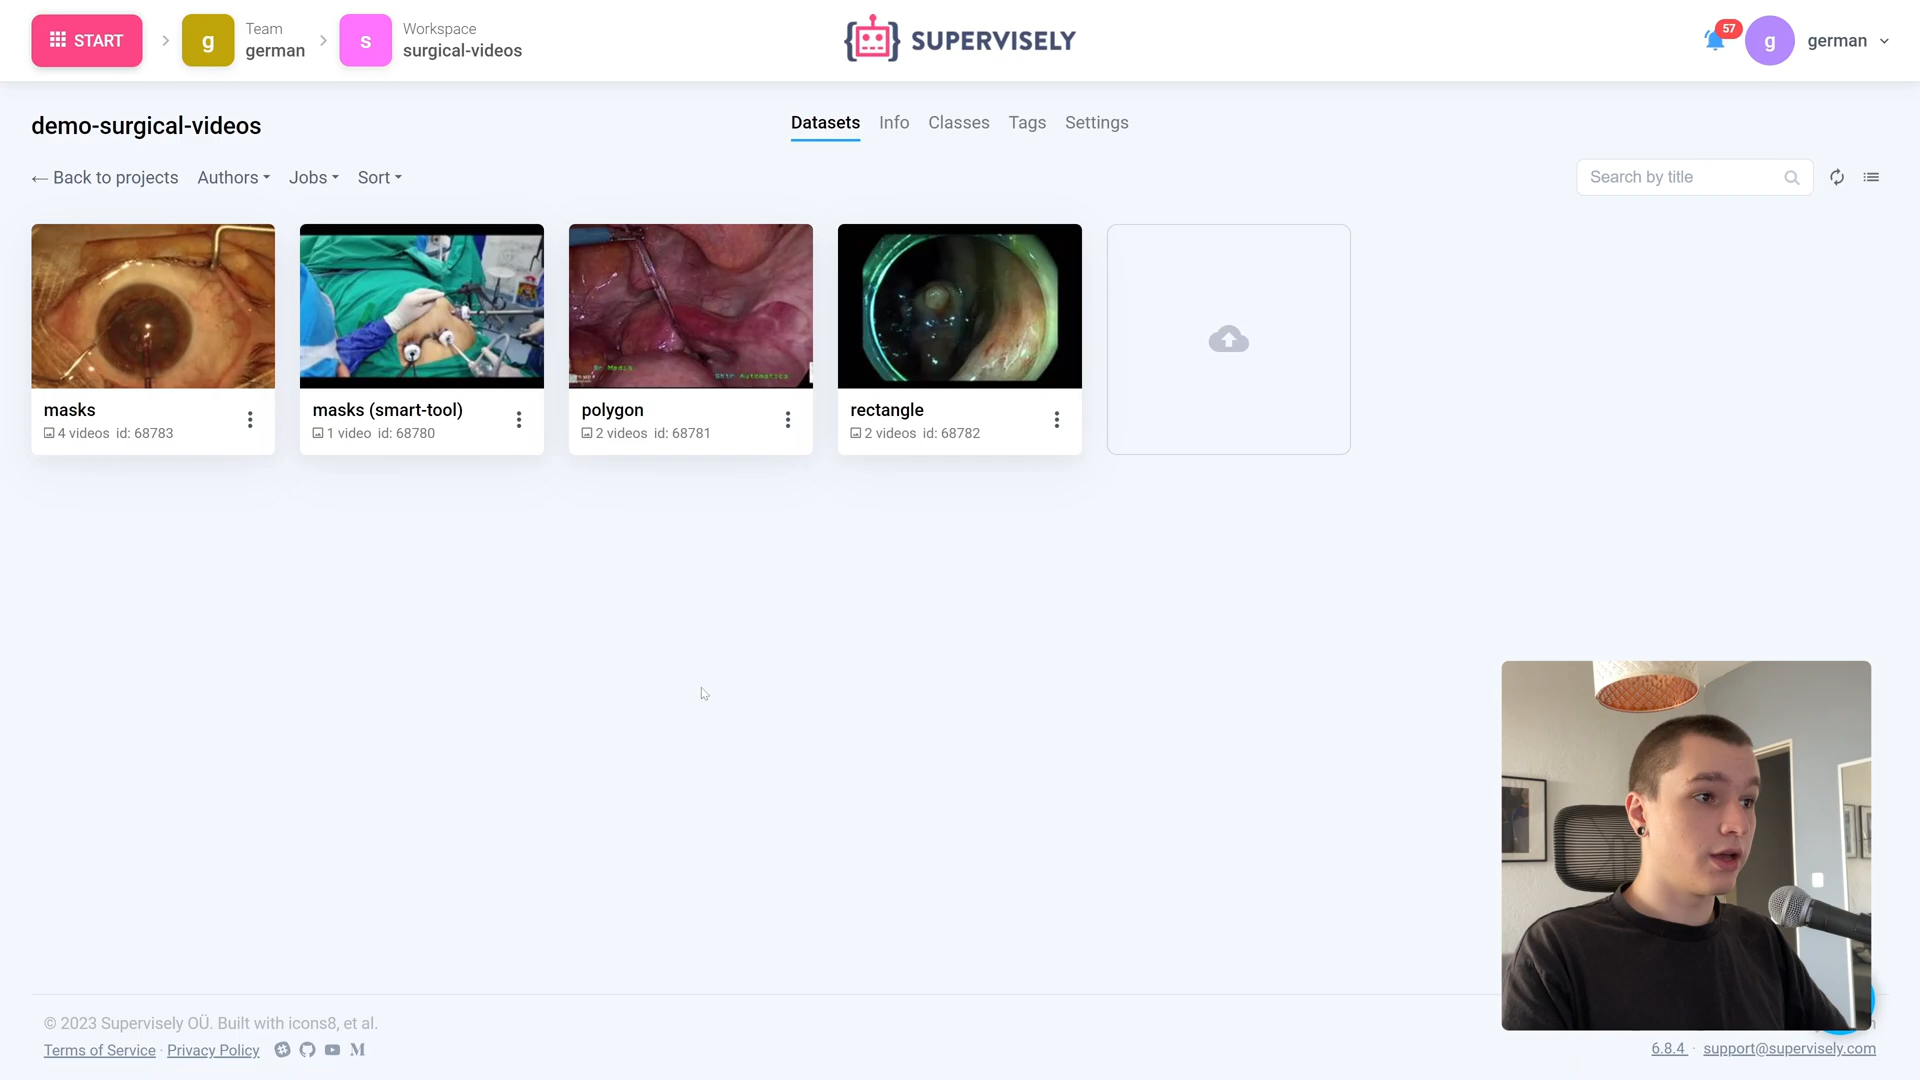 START
g
Team
german
s
Workspace
surgical-videos
SUPERVISELY
57
g
german
demo-surgical-videos
Datasets
Info
Classes
Tags
Settings
← Back to projects
Authors
Jobs
Sort
Search by title
masks
4 videos id: 68783
masks (smart-tool)
1 video id: 68780
polygon
2 videos id: 68781
rectangle
2 videos id: 68782
© 2023 Supervisely OÜ. Built with icons8, et al.
Terms of Service · Privacy Policy
6.8.4 · support@supervisely.com